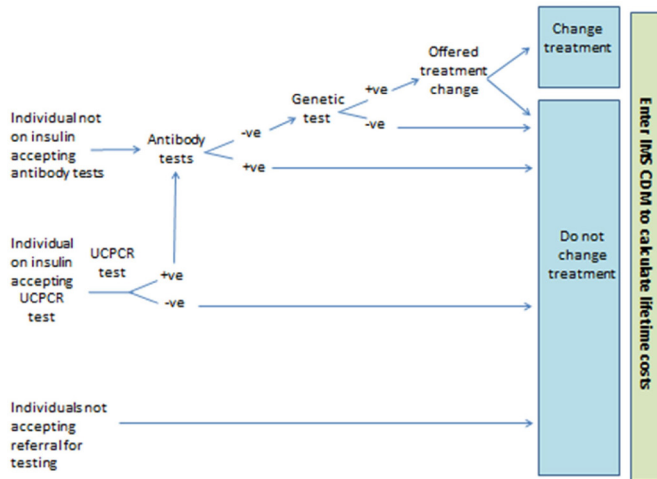 Change
treatment
Offered
treatment
change
+ve
Genetic
test
-ve
-ve
Individual not
on insulin
accepting
antibody tests
Antibody
tests
+ve
Do not
change
treatment
Individual
on insulin
accepting
UCPCR
test
UCPCR
test
+ve
-ve
Individuals not
accepting
referral for
testing
Enter IMS CDM to calculate lifetime costs